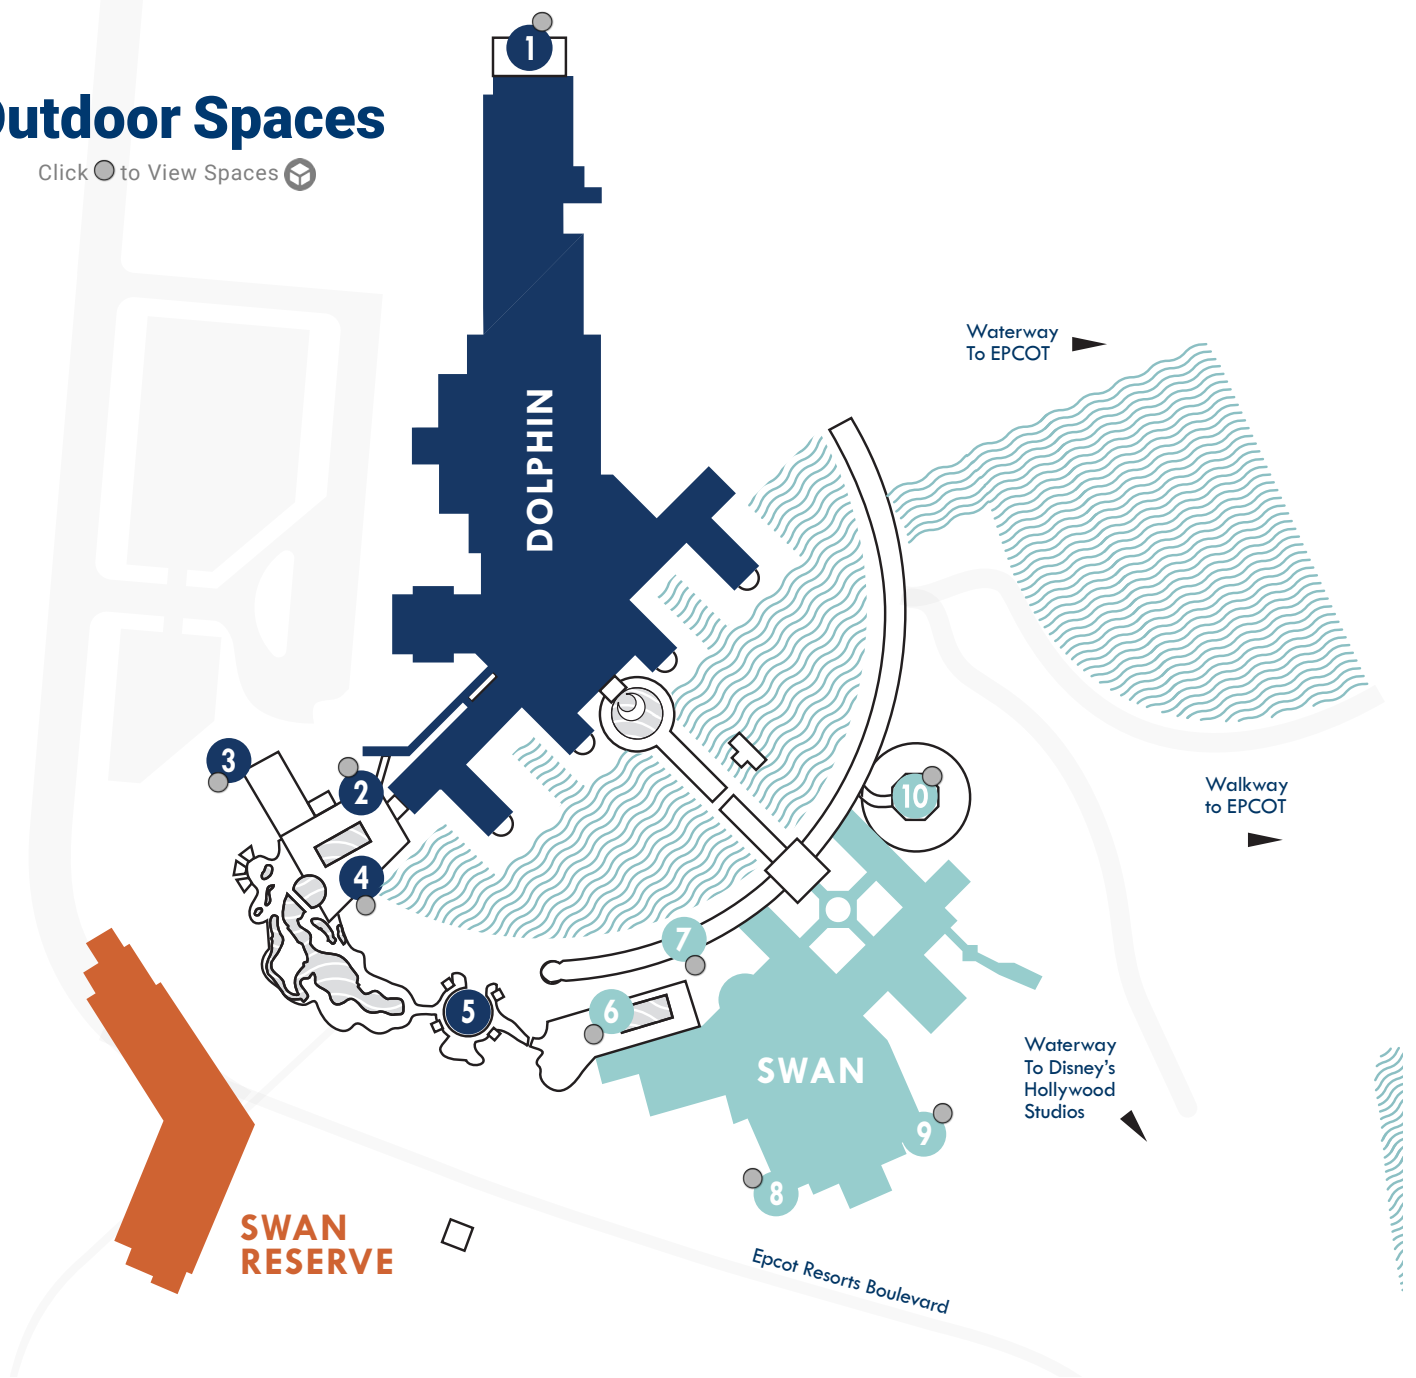 1
utdoor Spaces
Click to View Spaces
Waterway
To EPCOT
DOLPHIN
3
2
10
Walkway
to EPCOT
4
7
5
6
SWAN
Waterway
To Disney's
Hollywood
Studios
9
8
SWAN
RESERVE
Epcot Resorts Boulevard